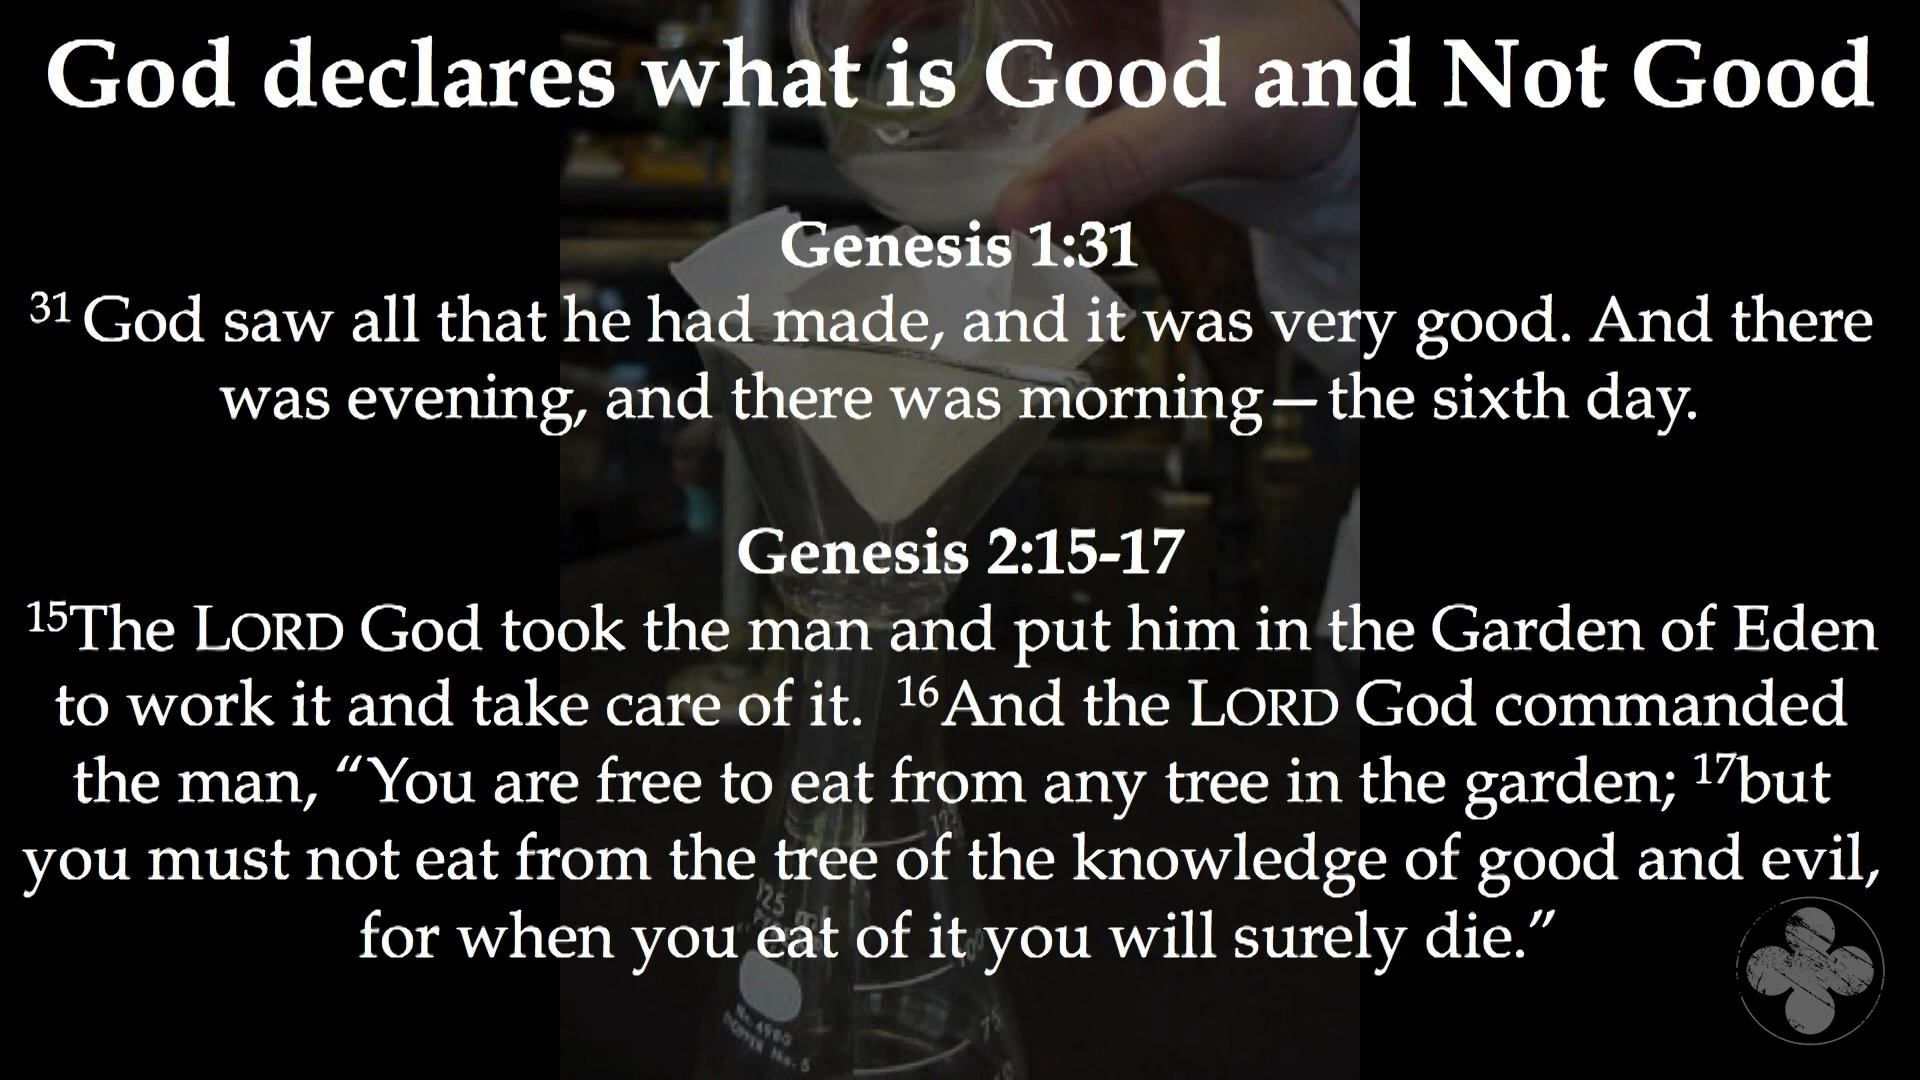 God declares what is Good and Not Good
Genesis 1:31
31 God saw all that he had made, and it was very good. And there
was evening, and there was morning—the sixth day.
Genesis 2:15-17
15The LORD God took the man and put him in the Garden of Eden
to work it and take care of it.  16And the LORD God commanded
the man, “You are free to eat from any tree in the garden; 17but
you must not eat from the tree of the knowledge of good and evil,
for when you eat of it you will surely die.”
No. 4980
STOPPER No. 5